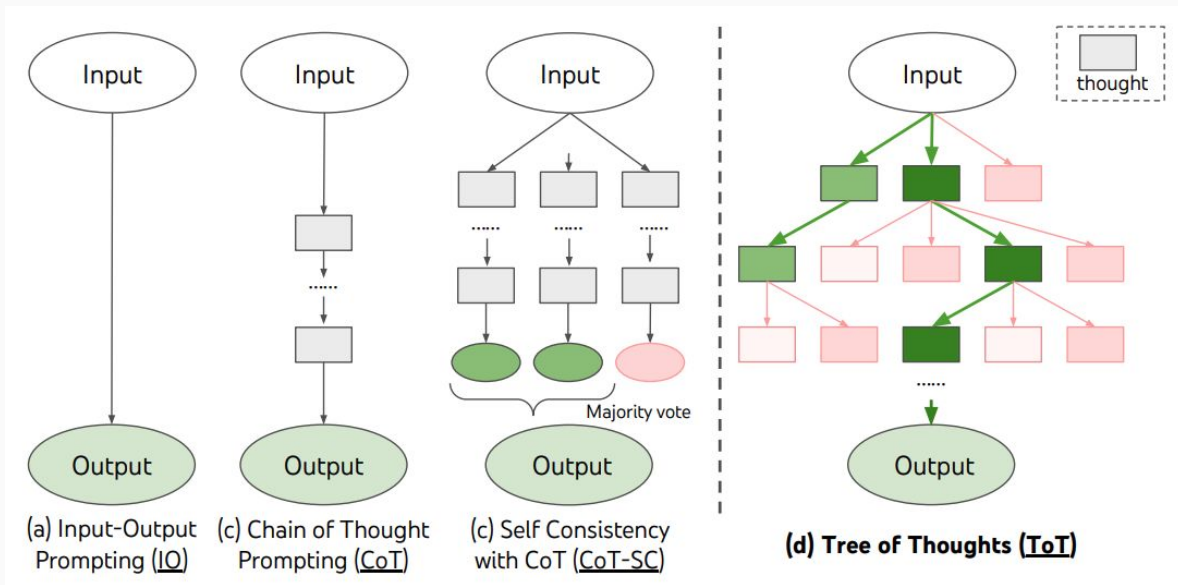 Input
Input
Input
Input
thought
......
......
......
......
......
Majority vote
Output
Output
Output
Output
(a) Input-Output
Prompting (IO)
(c) Chain of Thought
Prompting (CoT)
(c) Self Consistency
with CoT (CoT-SC)
(d) Tree of Thoughts (ToT)